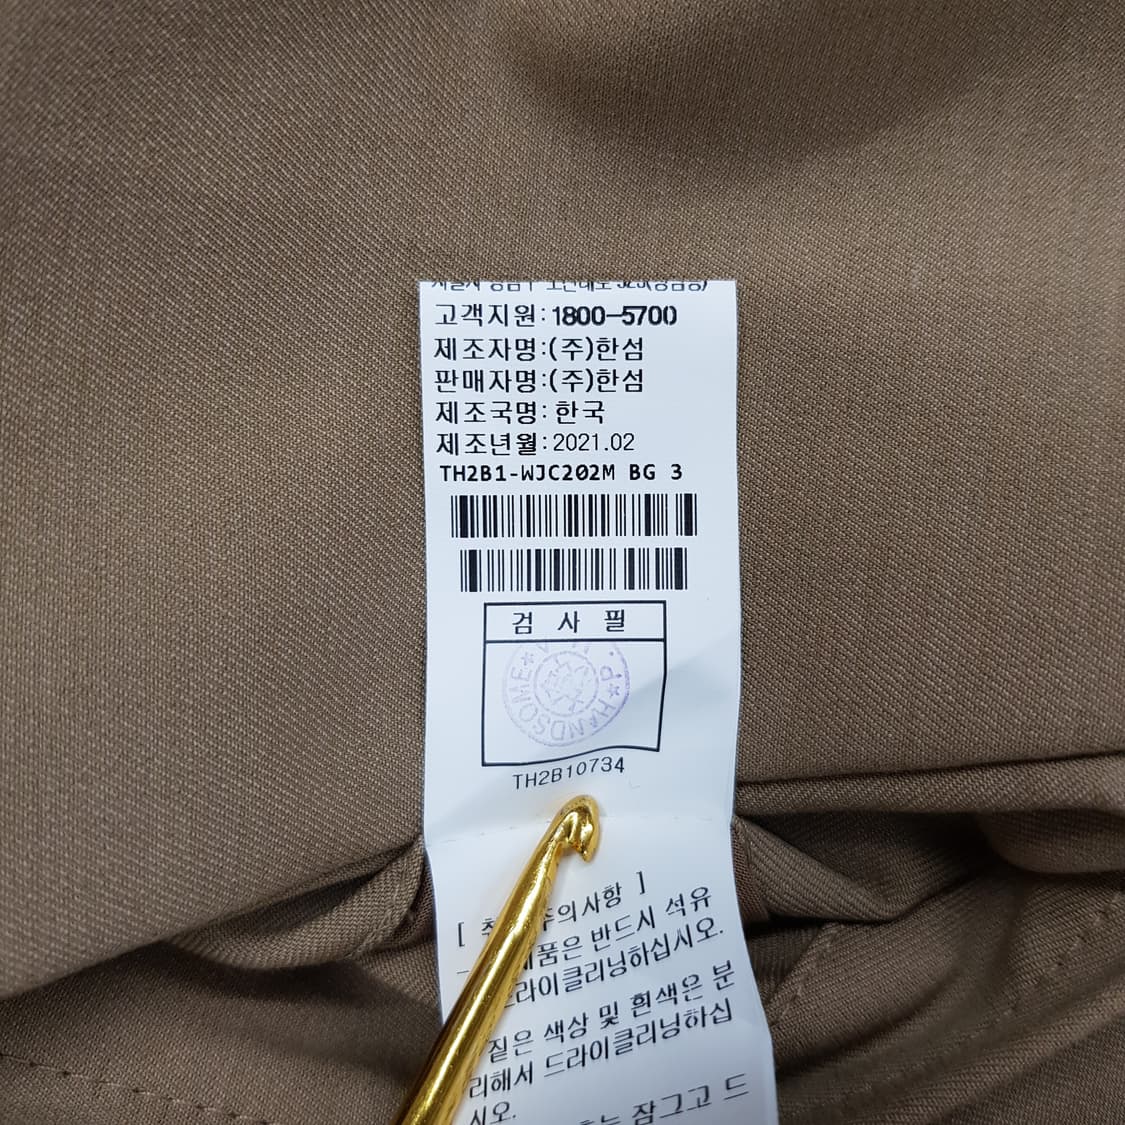 고객지원:1800-5700
제조자명:(주)한섬
판매자명:(주)한섬
제조국명: 한국
제조년월:2021.02
TH2B1-WJC202M BG 3
검 사 필
HANDSOME
TH2B10734
[ 주의사항 ]
반드시 석유
드라이클리닝하십시오.
짙은 색상 및 흰색은 분
리해서 드라이클리닝하십
시오.
잠그고 드